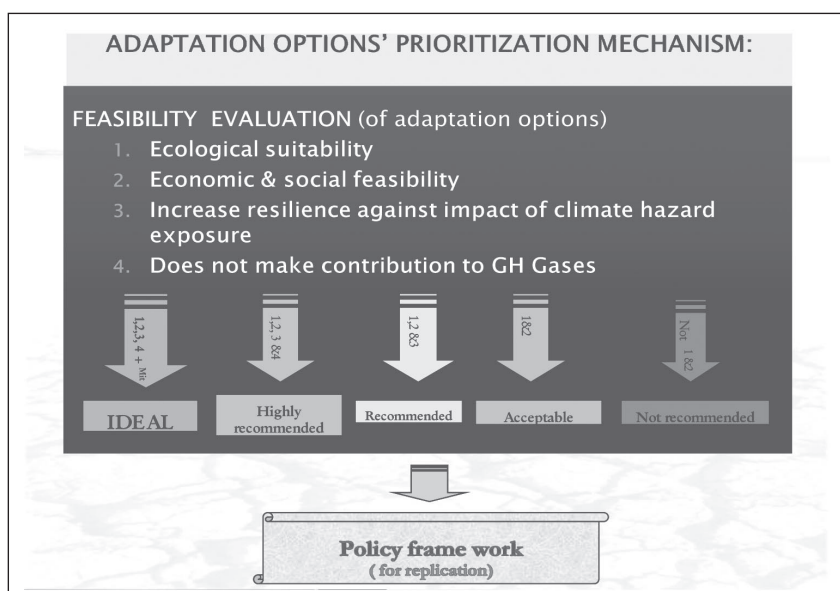 ADAPTATION OPTIONS’ PRIORITIZATION MECHANISM:
FEASIBILITY EVALUATION (of adaptation options)
1. Ecological suitability
2. Economic & social feasibility
3. Increase resilience against impact of climate hazard
exposure
4. Does not make contribution to GH Gases
1,2,3, 4 + Mit
1,2, 3 &4
1,2 &3
1&2
Not 1 &2
IDEAL
Highly
recommended
Recommended
Acceptable
Not recommended
Policy frame work
( for replication)